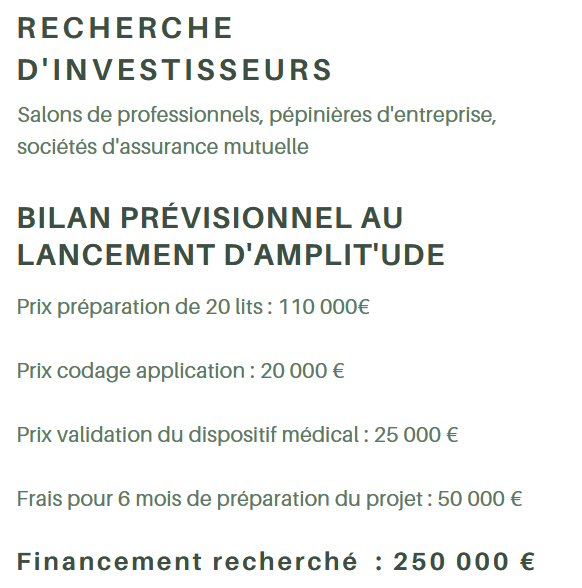 RECHERCHE
D'INVESTISSEURS
Salons de professionnels, pépinières d'entreprise,
sociétés d'assurance mutuelle
BILAN PRÉVISIONNEL AU
LANCEMENT D'AMPLIT'UDE
Prix préparation de 20 lits : 110 000€
Prix codage application : 20 000 €
Prix validation du dispositif médical : 25 000 €
Frais pour 6 mois de préparation du projet : 50 000 €
Financement recherché : 250 000 €